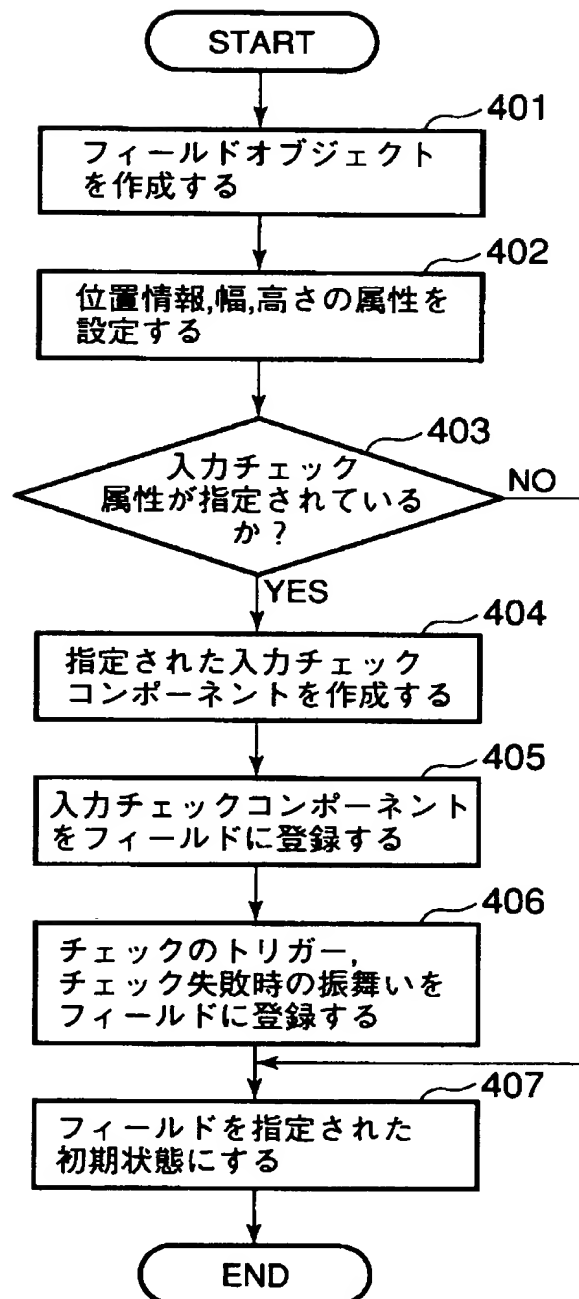 START
401
フィールドオブジェクト
を作成する
402
位置情報,幅,高さの属性を
設定する
403
入力チェック
属性が指定されている
か?
NO
YES
404
指定された入力チェック
コンポーネントを作成する
405
入力チェックコンポーネント
をフィールドに登録する
406
チェックのトリガー,
チェック失敗時の振舞いを
フィールドに登録する
407
フィールドを指定された
初期状態にする
END